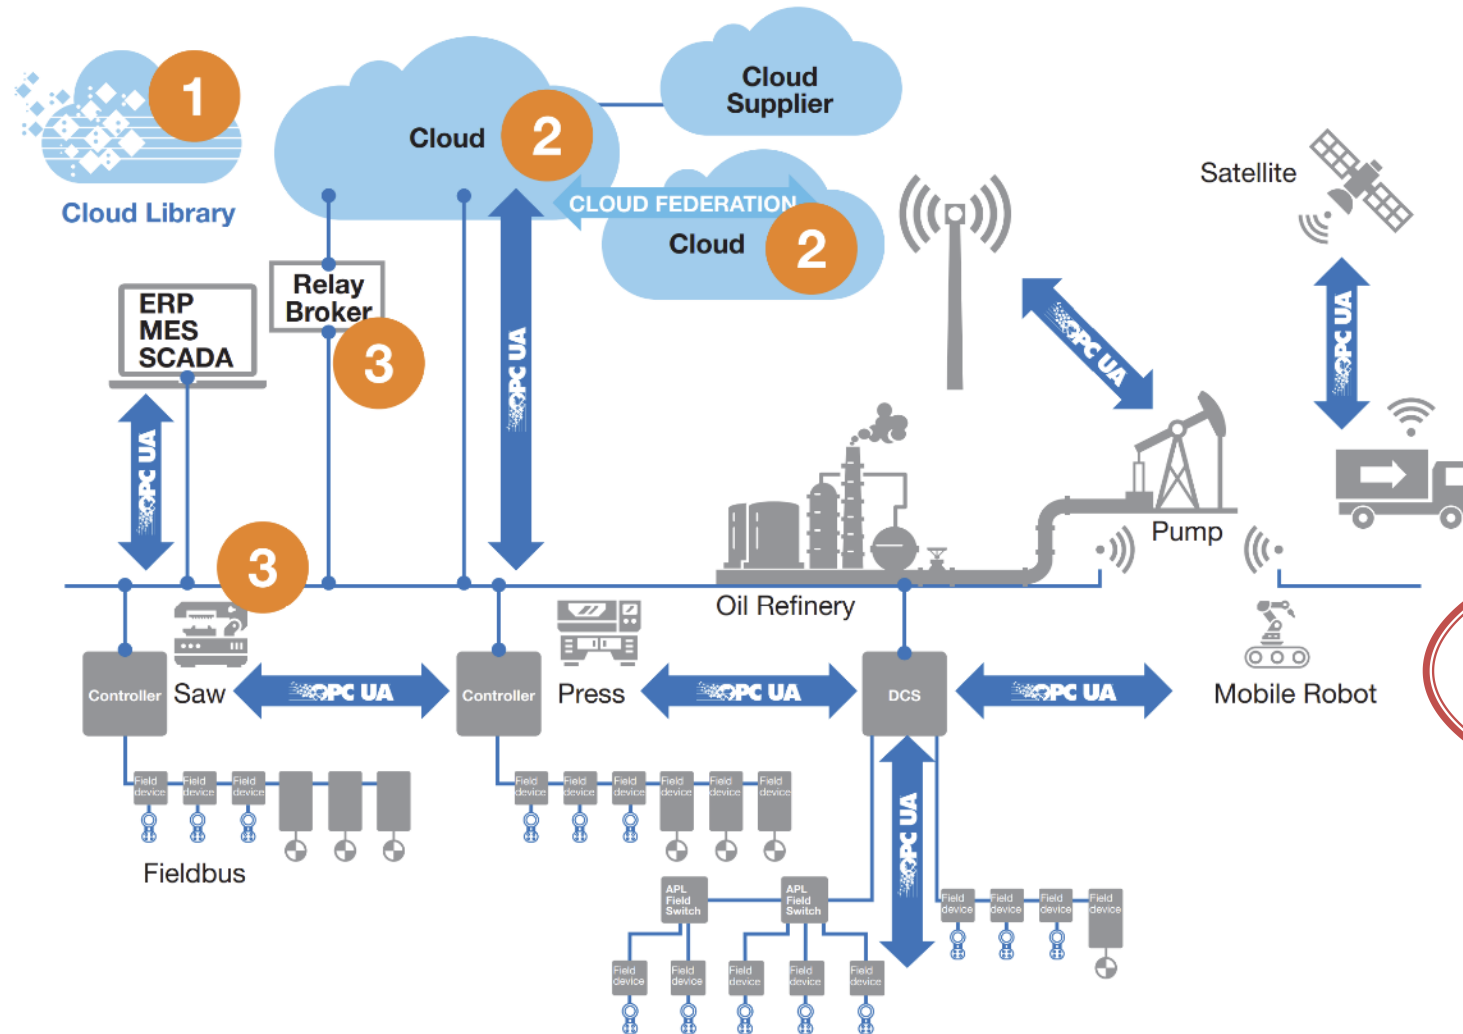 1
Cloud Library
Cloud
2
Cloud
Supplier
CLOUD FEDERATION
Cloud
2
Satellite
ERP
MES
SCADA
Relay
Broker
3
OPC UA
OPC UA
OPC UA
OPC UA
3
Pump
Oil Refinery
Controller
Saw
OPC UA
Controller
Press
OPC UA
DCS
OPC UA
Mobile Robot
Field
device
Field
device
Field
device
Fieldbus
Field
device
Field
device
Field
device
Field
device
Field
device
Field
device
OPC UA
APL
Field
Switch
APL
Field
Switch
Field
device
Field
device
Field
device
Field
device
Field
device
Field
device
Field
device
Field
device
Field
device